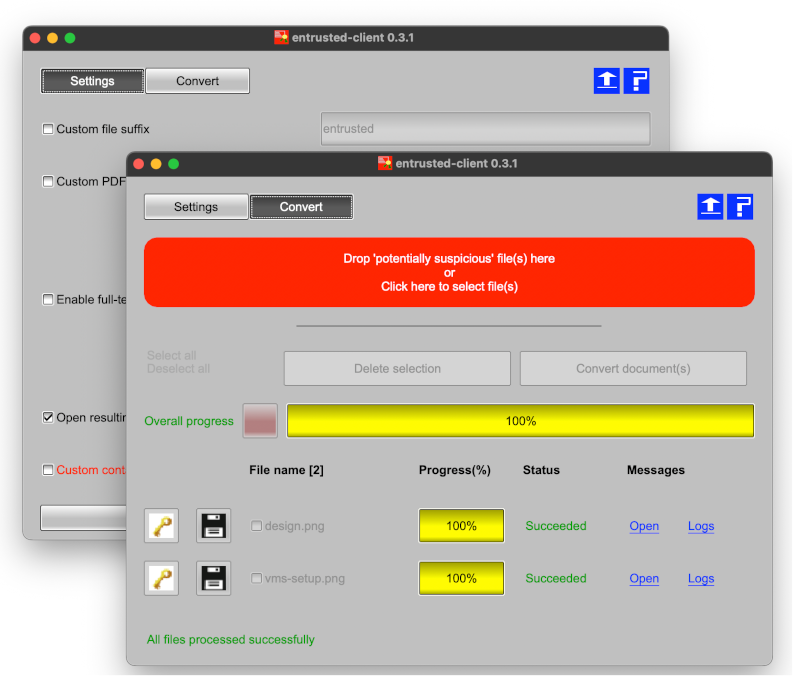 entrusted-client 0.3.1
Settings
Convert
Custom file suffix
entrusted
Custom PDF
Enable full-te
Open resultin
Custom cont
entrusted-client 0.3.1
Settings
Convert
Drop 'potentially suspicious' file(s) here
or
Click here to select file(s)
Select all
Deselect all
Delete selection
Convert document(s)
Overall progress
100%
File name [2]
Progress(%)
Status
Messages
design.png
100%
Succeeded
Open
Logs
vms-setup.png
100%
Succeeded
Open
Logs
All files processed successfully